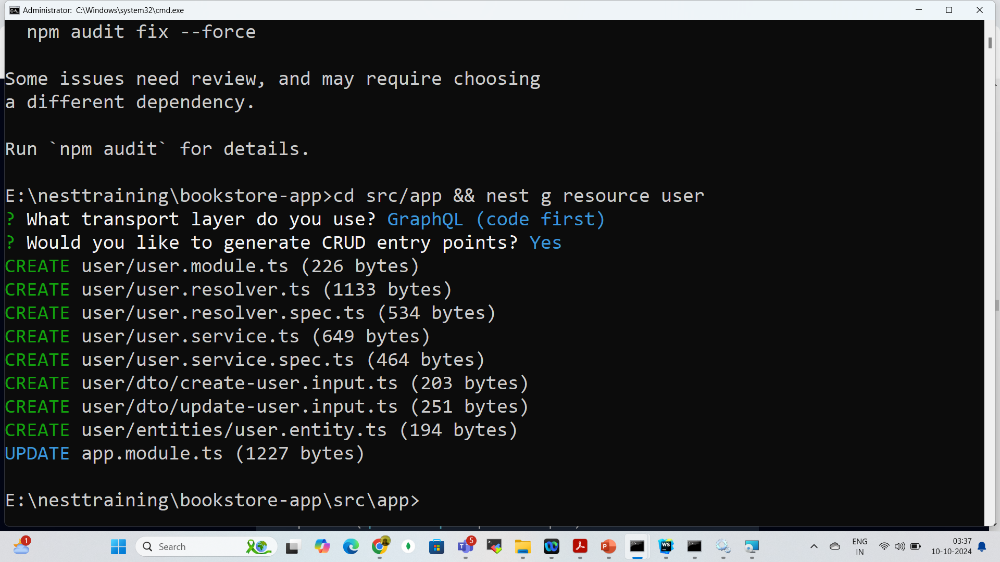 Administrator: C:\Windows\system32\cmd.exe
npm audit fix --force
Some issues need review, and may require choosing
a different dependency.
Run `npm audit` for details.
E:\nesttraining\bookstore-app>cd src/app && nest g resource user
? What transport layer do you use? GraphQL (code first)
? Would you like to generate CRUD entry points? Yes
CREATE user/user.module.ts (226 bytes)
CREATE user/user.resolver.ts (1133 bytes)
CREATE user/user.resolver.spec.ts (534 bytes)
CREATE user/user.service.ts (649 bytes)
CREATE user/user.service.spec.ts (464 bytes)
CREATE user/dto/create-user.input.ts (203 bytes)
CREATE user/dto/update-user.input.ts (251 bytes)
CREATE user/entities/user.entity.ts (194 bytes)
UPDATE app.module.ts (1227 bytes)
E:\nesttraining\bookstore-app\src\app>
1
Search
5
ENG
IN
03:37
10-10-2024